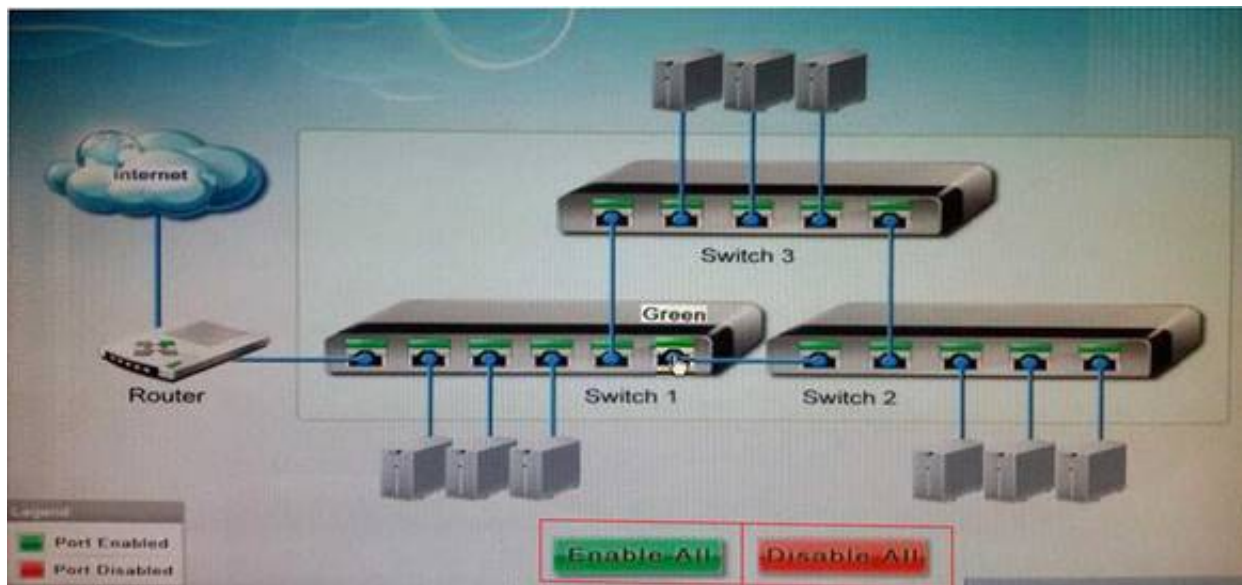 Internet
Switch 3
Green
Router
Switch 1
Switch 2
Legend
Port Enabled
Port Disabled
Enable All
Disable All